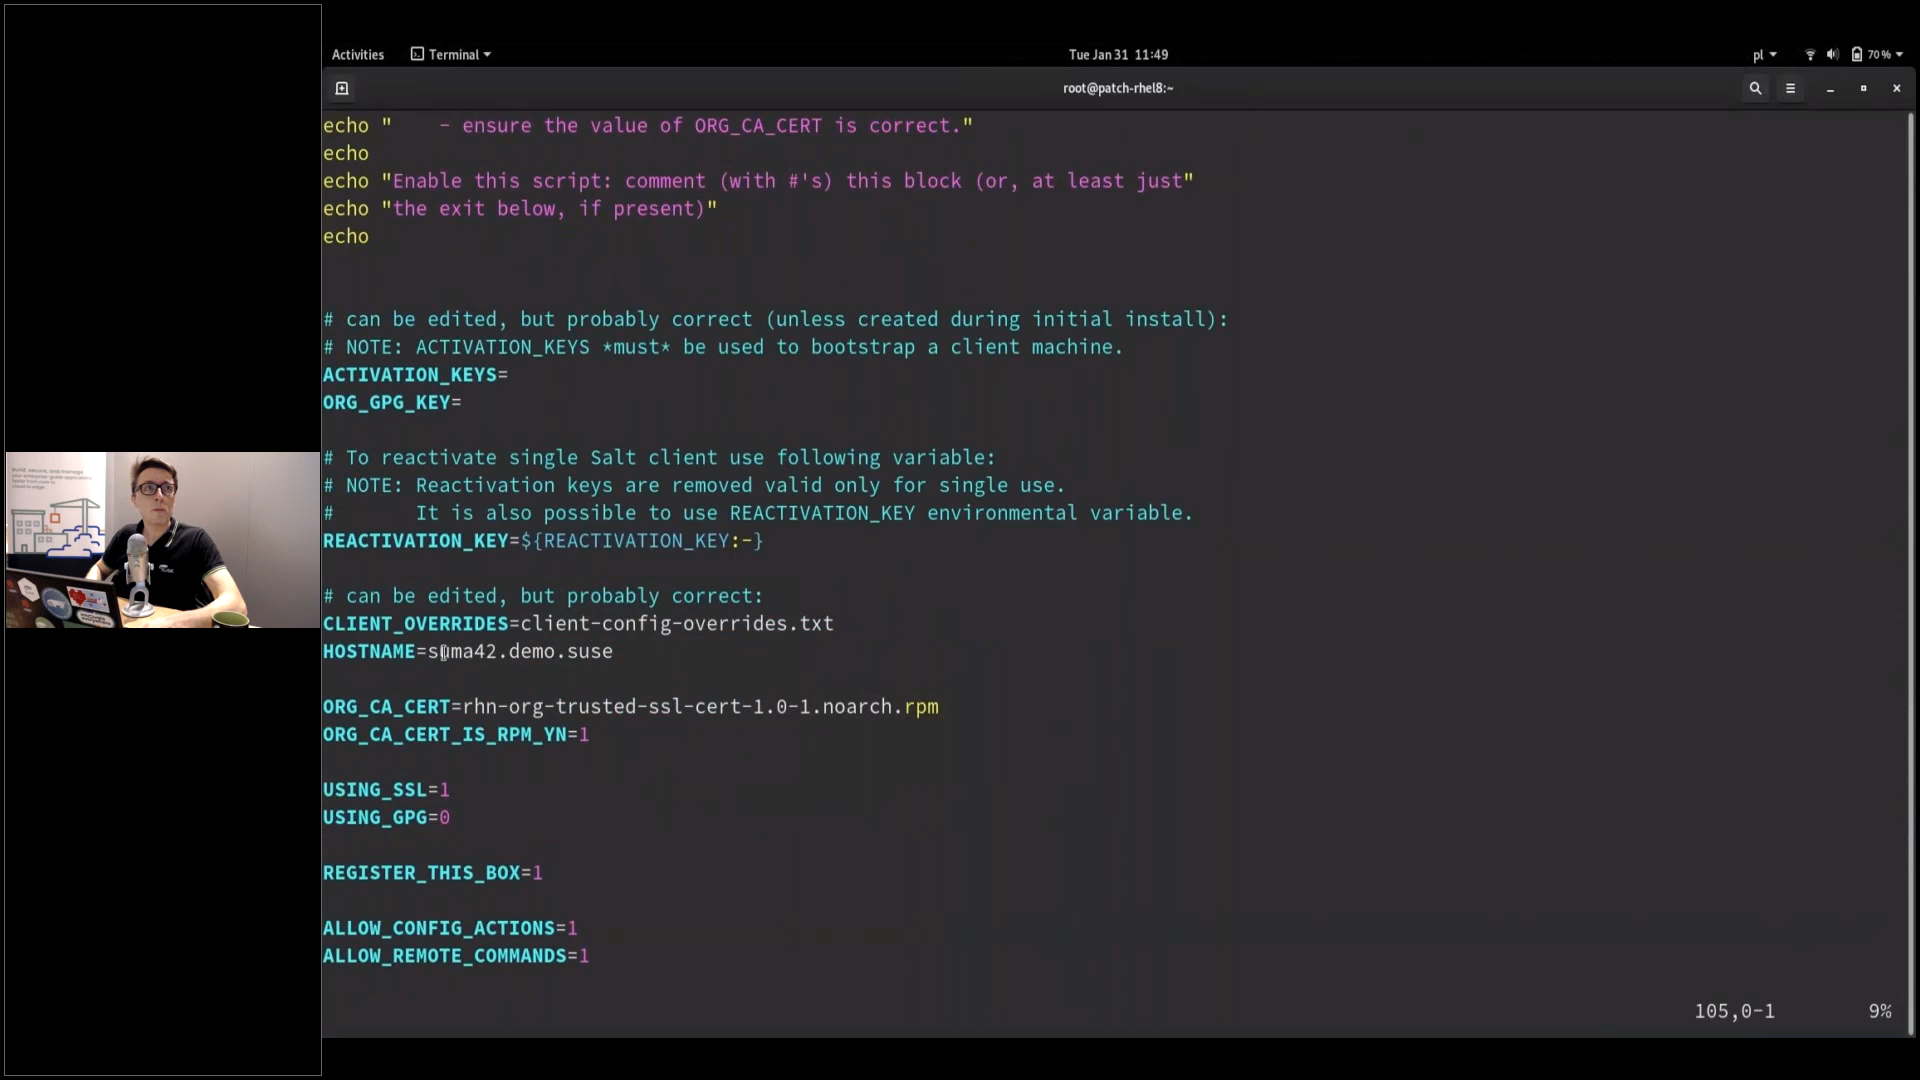 Activities
Terminal
Tue Jan 31 11:49
pl
70%
root@patch-rhel8:~
echo "    - ensure the value of ORG_CA_CERT is correct."
echo
echo "Enable this script: comment (with #'s) this block (or, at least just"
echo "the exit below, if present)"
echo
# can be edited, but probably correct (unless created during initial install):
# NOTE: ACTIVATION_KEYS *must* be used to bootstrap a client machine.
ACTIVATION_KEYS=
ORG_GPG_KEY=
# To reactivate single Salt client use following variable:
# NOTE: Reactivation keys are removed valid only for single use.
#       It is also possible to use REACTIVATION_KEY environmental variable.
REACTIVATION_KEY=${REACTIVATION_KEY:-}
# can be edited, but probably correct:
CLIENT_OVERRIDES=client-config-overrides.txt
HOSTNAME=suma42.demo.suse
ORG_CA_CERT=rhn-org-trusted-ssl-cert-1.0-1.noarch.rpm
ORG_CA_CERT_IS_RPM_YN=1
USING_SSL=1
USING_GPG=0
REGISTER_THIS_BOX=1
ALLOW_CONFIG_ACTIONS=1
ALLOW_REMOTE_COMMANDS=1
105,0-1
9%